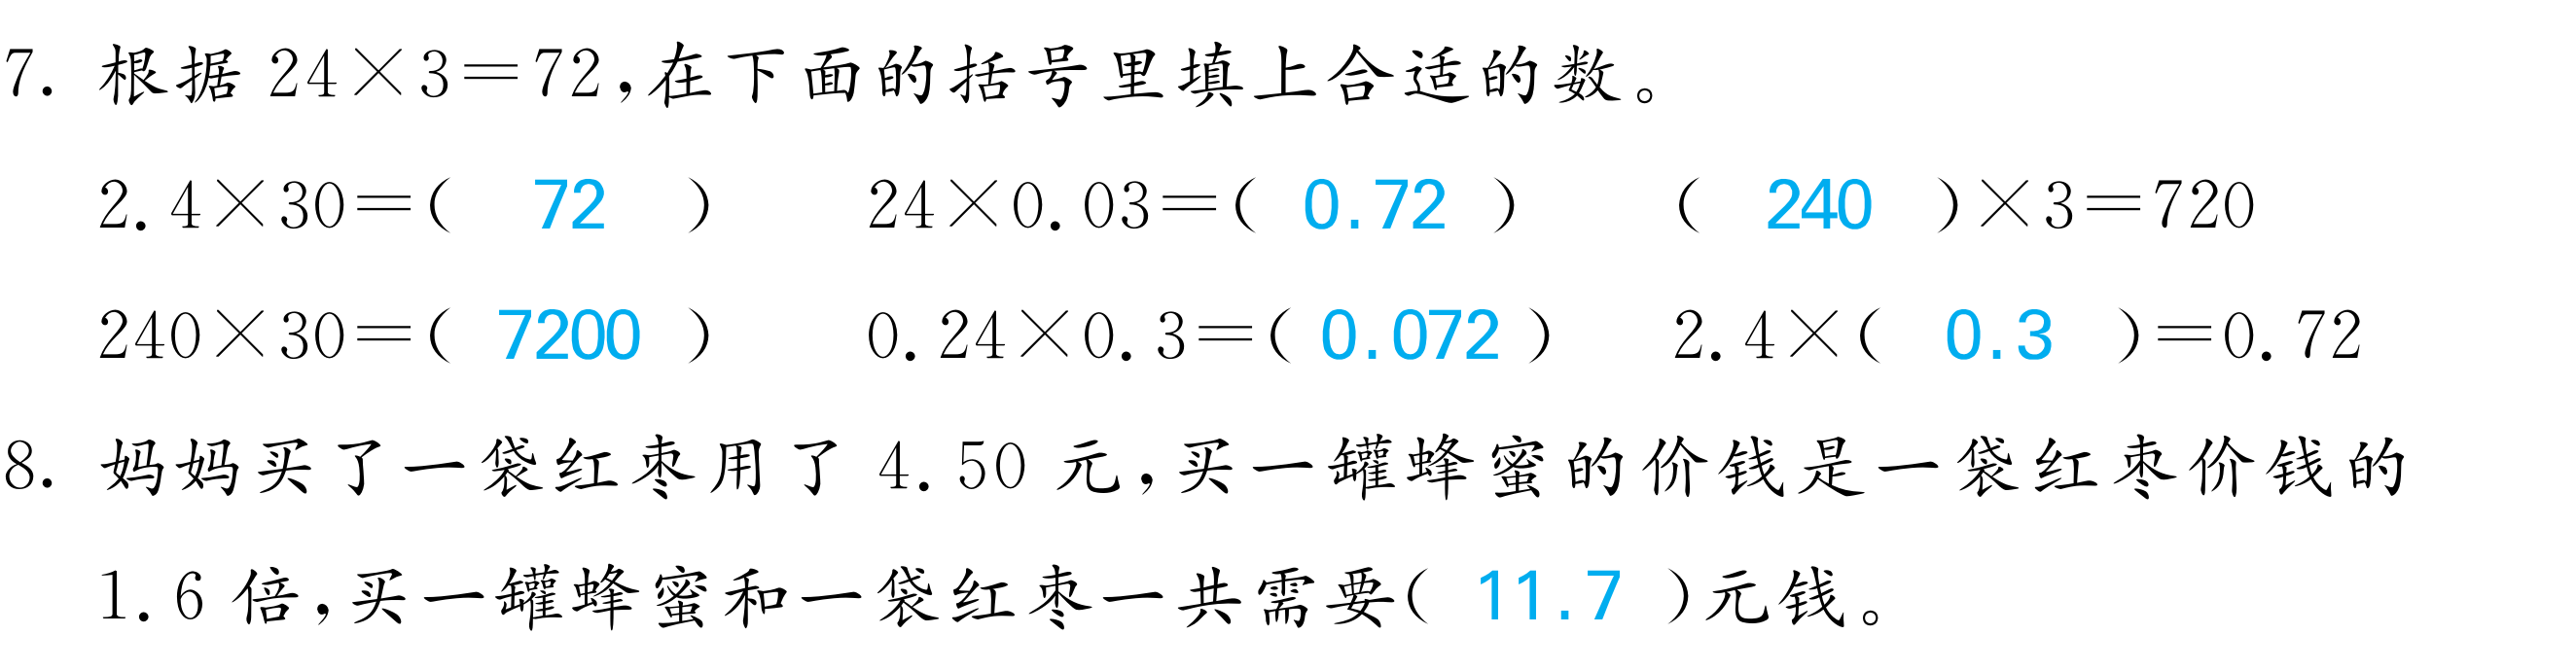 7. 根据 24×3=72,在下面的括号里填上合适的数。
2.4×30=( 72 ) 24×0.03=( 0.72 ) ( 240 )×3=720
240×30=( 7200 ) 0.24×0.3=( 0.072 ) 2.4×( 0.3 )=0.72
8. 妈妈买了一袋红枣用了 4.50 元,买一罐蜂蜜的价钱是一袋红枣价钱的
1.6 倍,买一罐蜂蜜和一袋红枣一共需要( 11.7 )元钱。